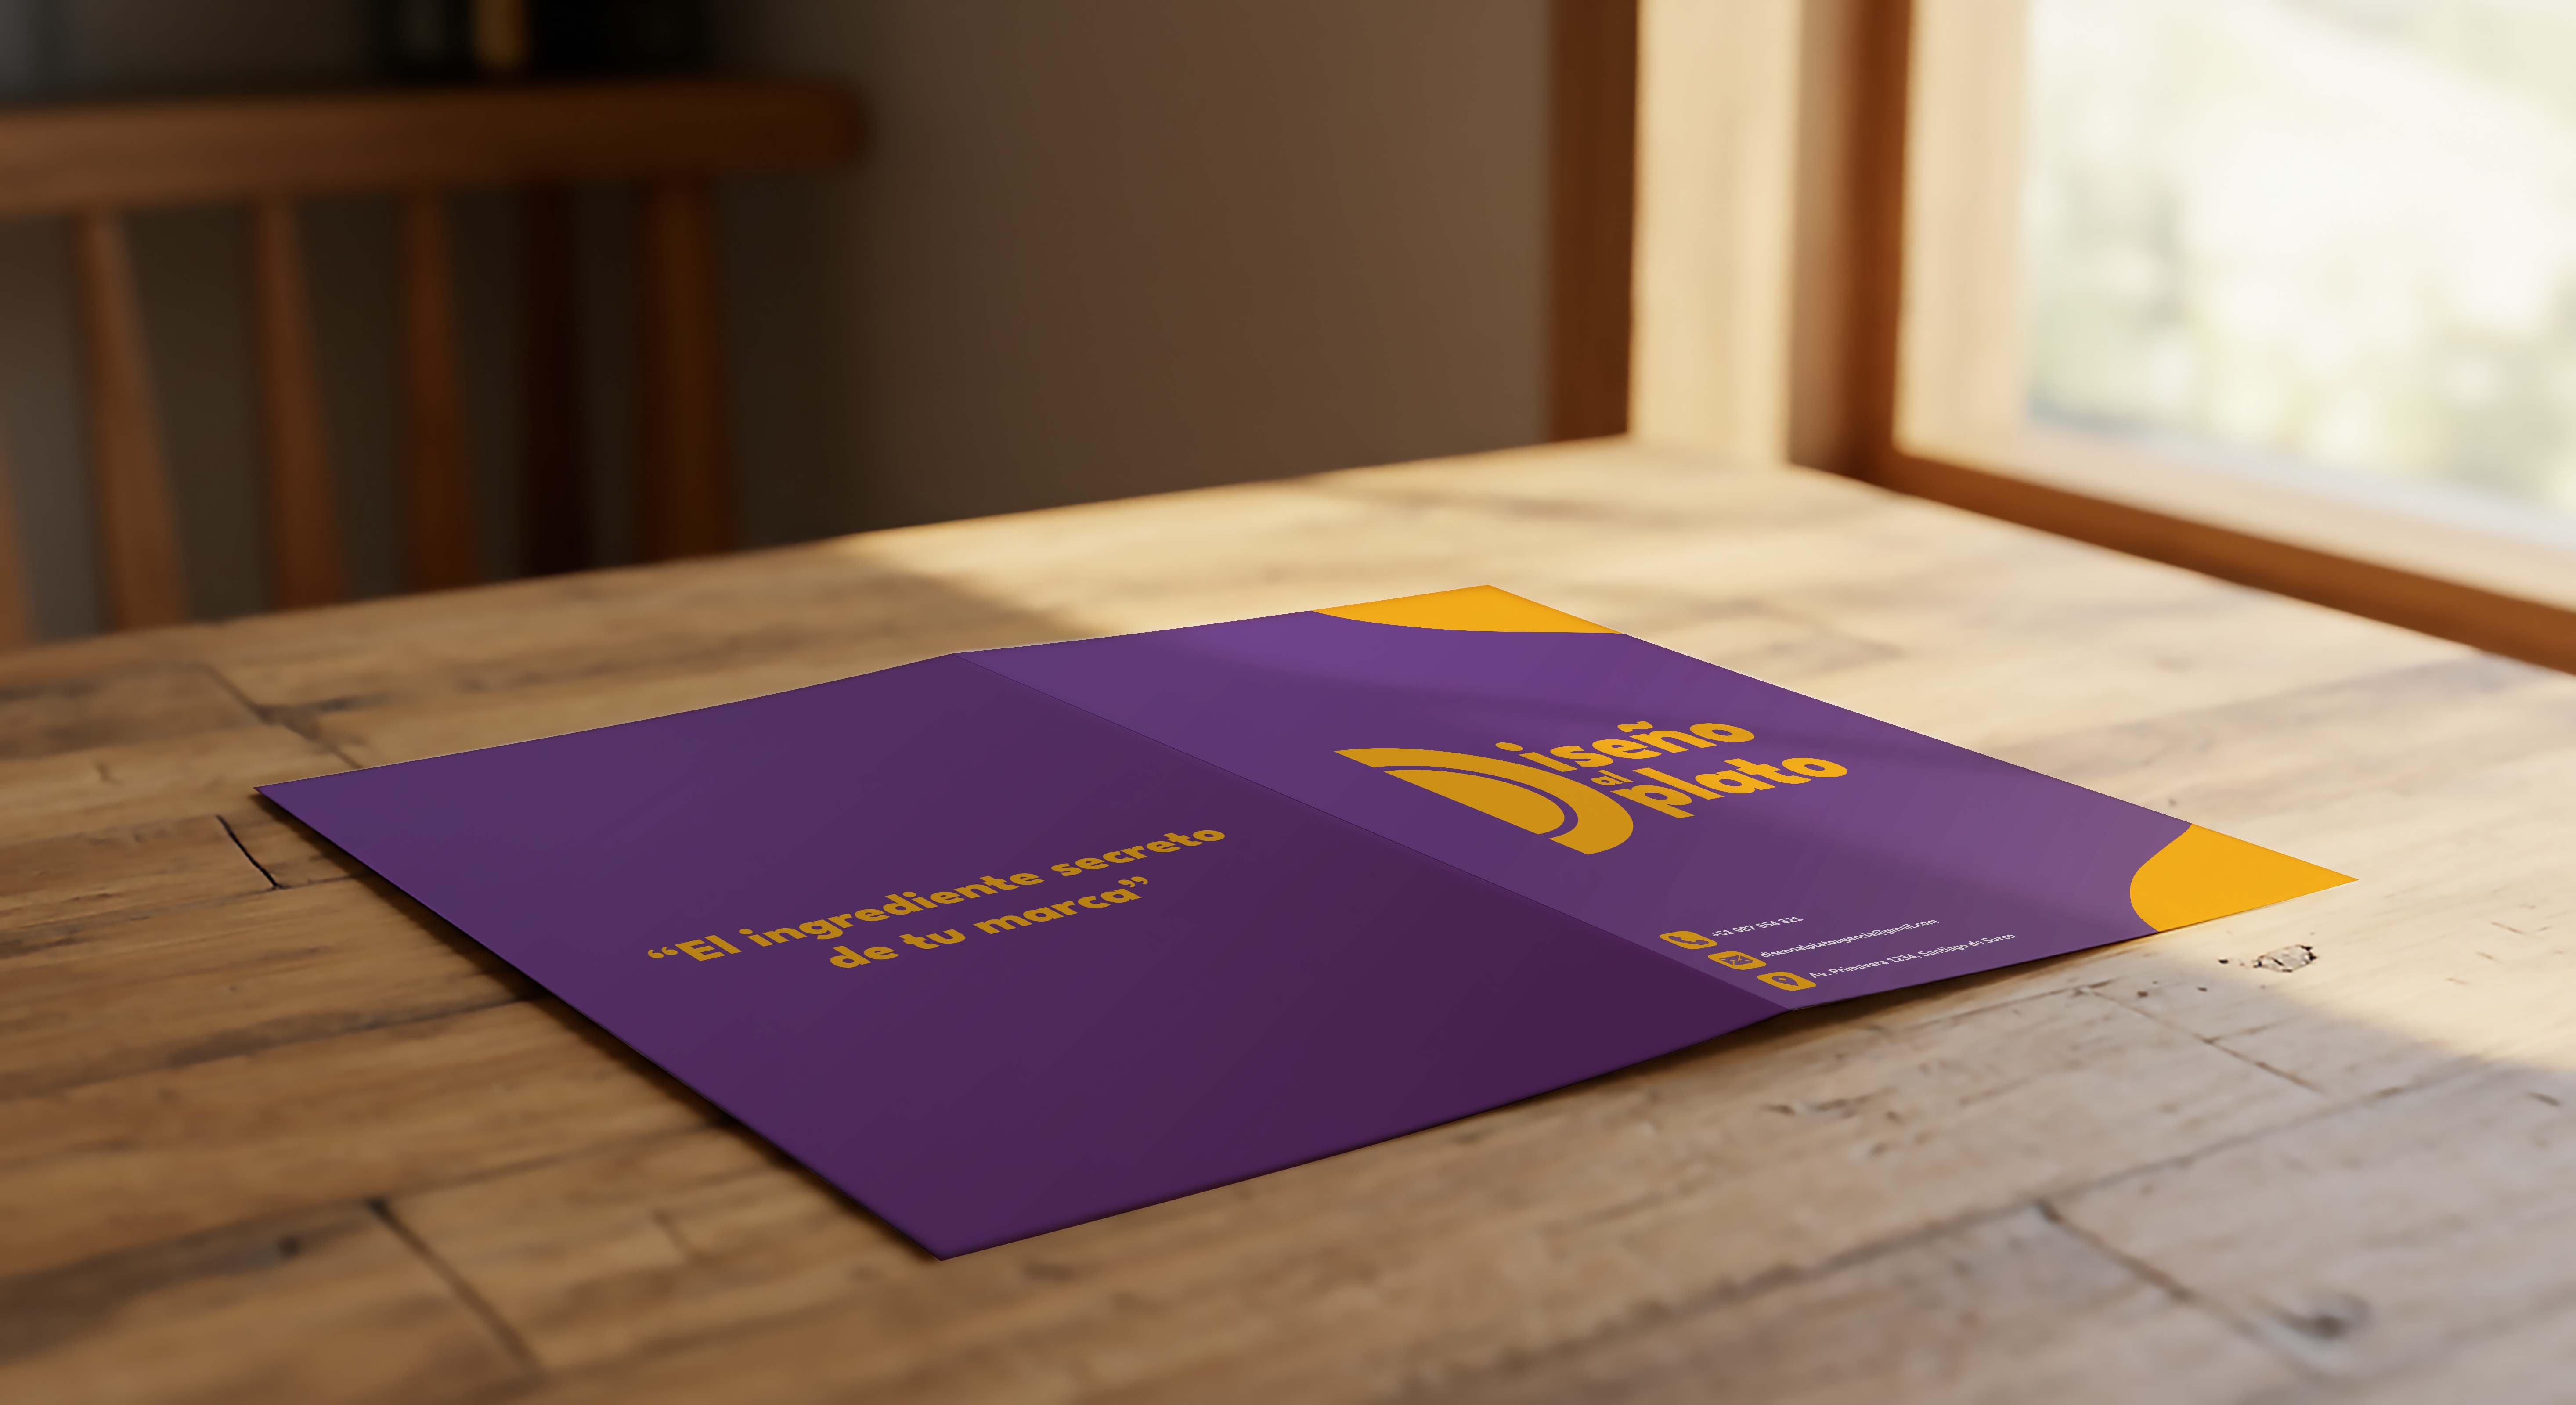 “El ingrediente secreto
de tu marca”
Diseño
al
plato
+51 987 654 321
disenoalplatoagencia@gmail.com
Av. Primavera 1234, Santiago de Surco